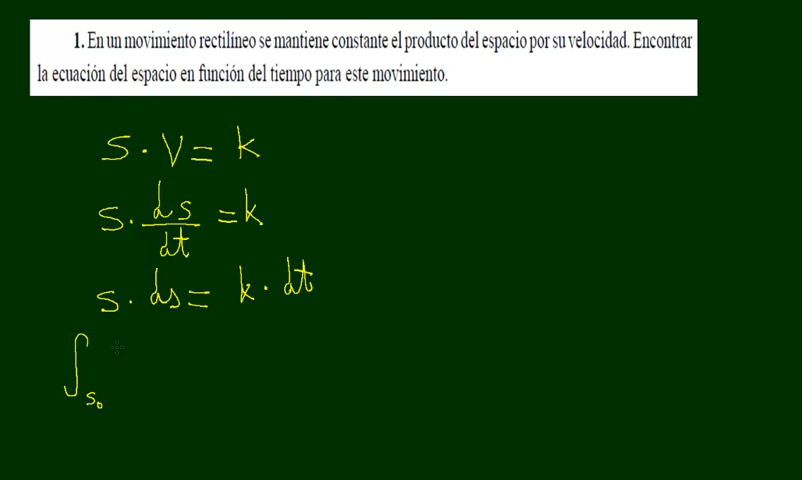 1. En un movimiento rectilíneo se mantiene constante el producto del espacio por su velocidad. Encontrar
la ecuación del espacio en función del tiempo para este movimiento.
s · v = k
s · ds/dt = k
s · ds = k · dt
∫s₀